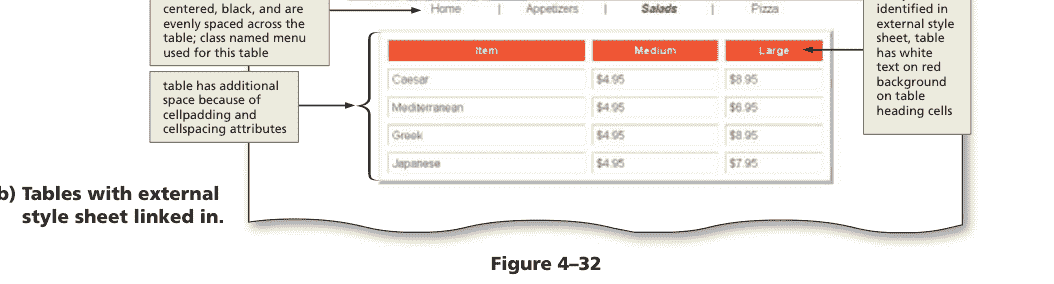 centered, black, and are
evenly spaced across the
table; class named menu
used for this table
Home | Appetizers | Salads | Pizza
identified in
external style
sheet, table
has white
text on red
background
on table
heading cells
table has additional
space because of
cellpadding and
cellspacing attributes
Item Medium Large
Caesar $4.95 $8.95
Mediterranean $4.95 $6.95
Greek $4.95 $8.95
Japanese $4.95 $7.95
b) Tables with external
style sheet linked in.
Figure 4–32